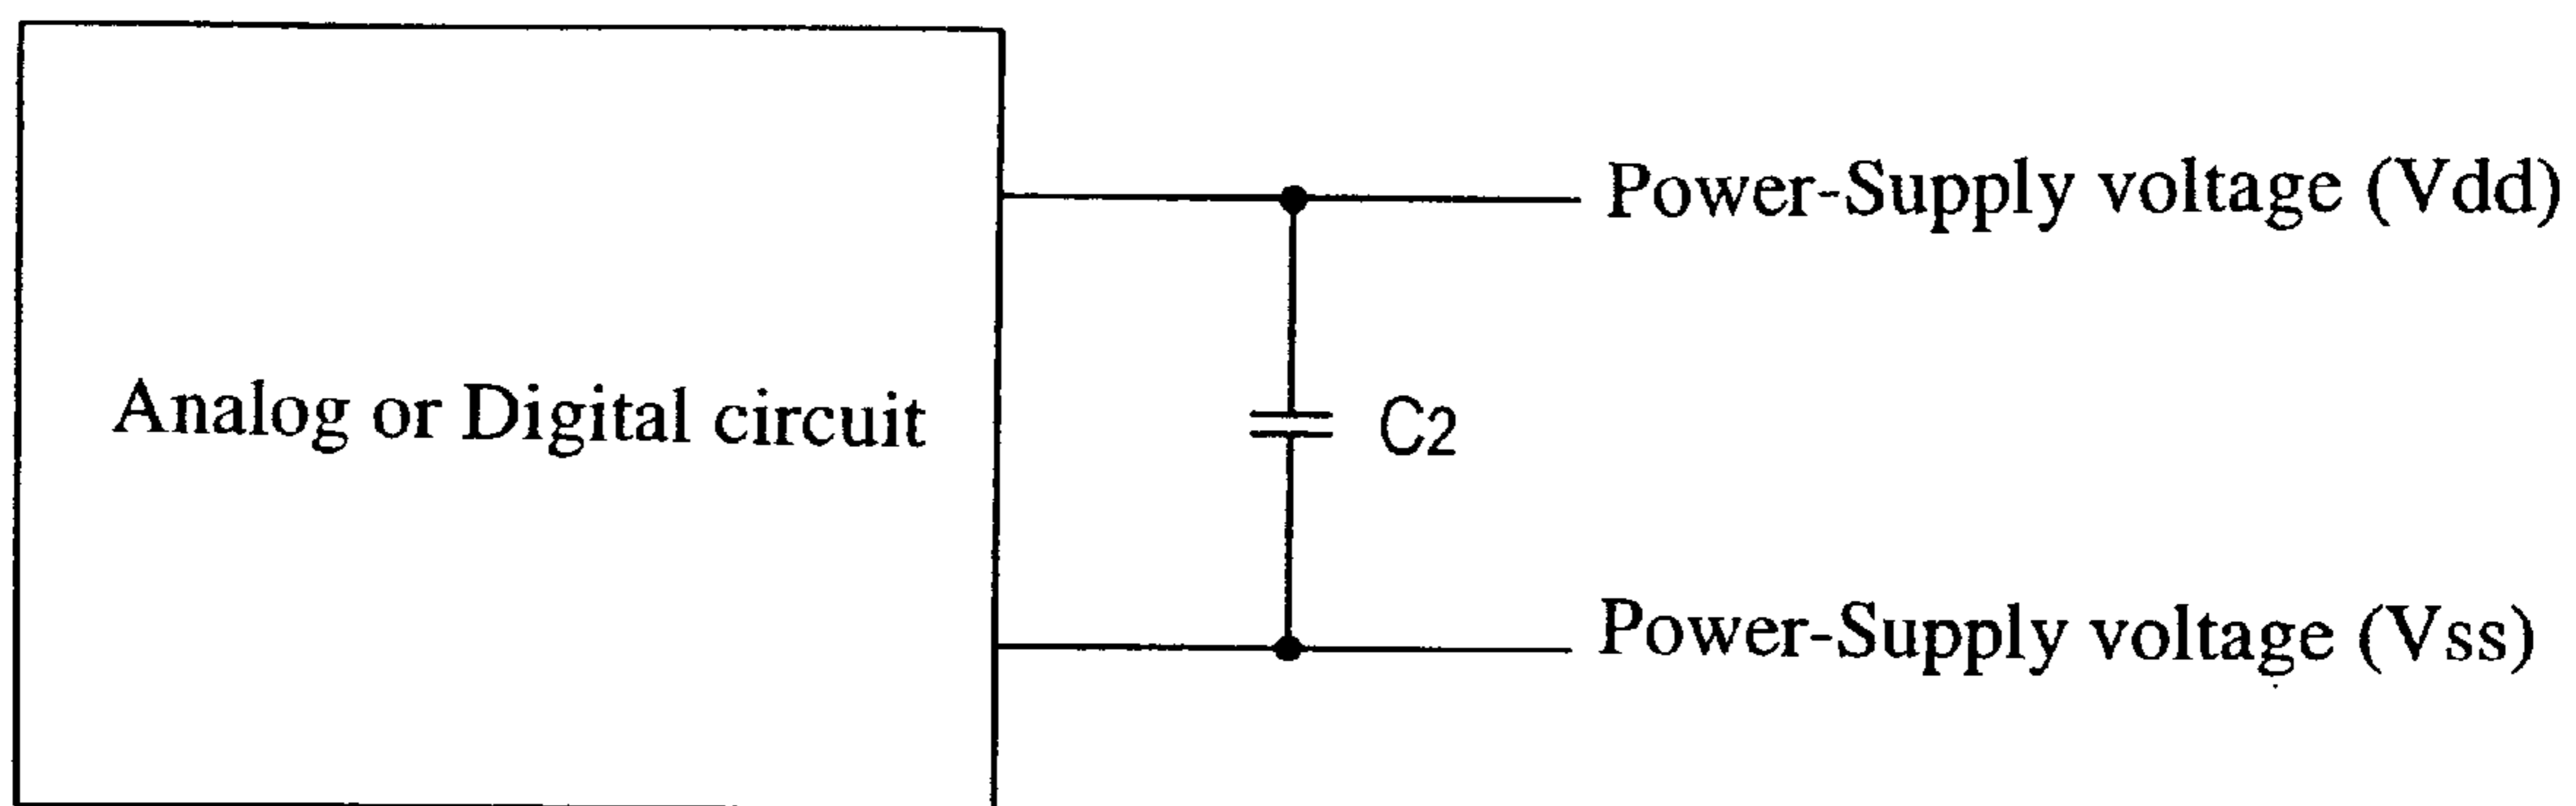 Power-Supply voltage (Vdd)
Analog or Digital circuit
C2
Power-Supply voltage (Vss)